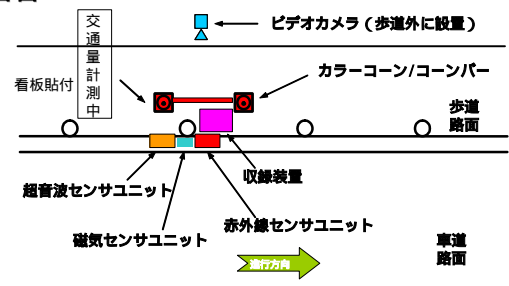 ビデオカメラ(歩道外に設置)
交通量計測中
看板貼付
カラーコーン/コーンバー
歩道
路面
収録装置
超音波センサユニット
赤外線センサユニット
磁気センサユニット
車道
路面
進行方向